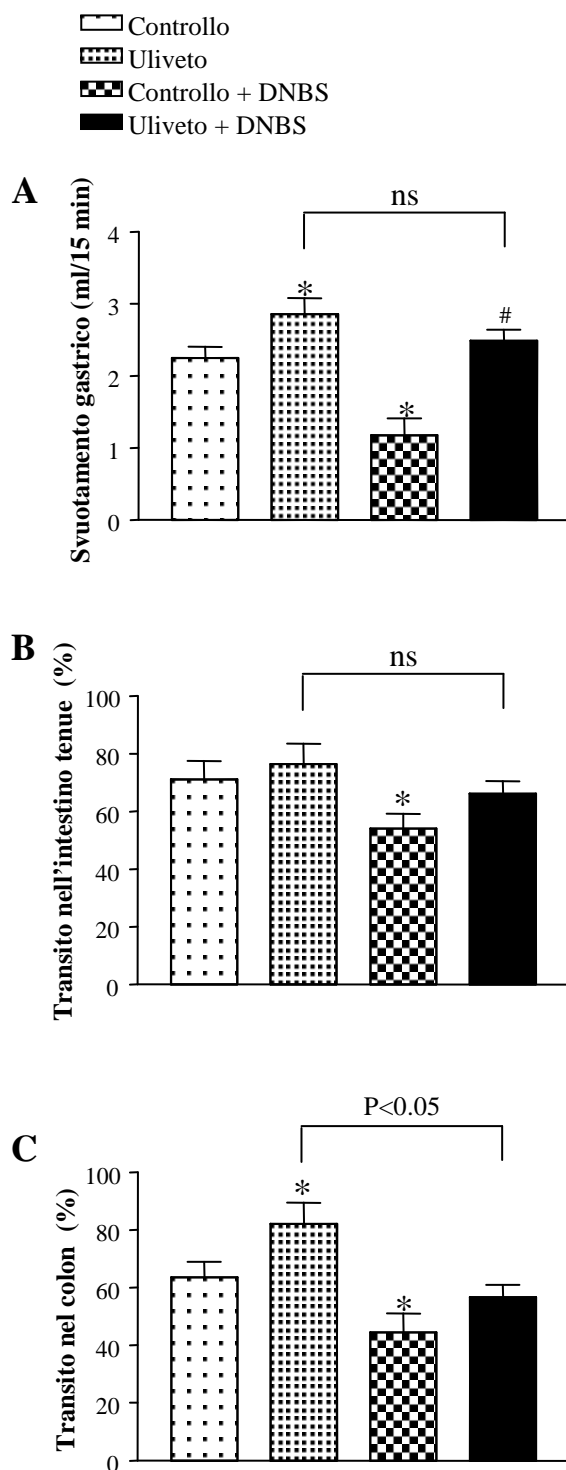 Controllo
Uliveto
Controllo + DNBS
Uliveto + DNBS
A
ns
Svuotamento gastrico (ml/15 min)
4
3
2
1
0
*
*
#
B
ns
Transito nell'intestino tenue (%)
100
80
60
40
20
0
*
C
P<0.05
Transito nel colon (%)
100
80
60
40
20
0
*
*